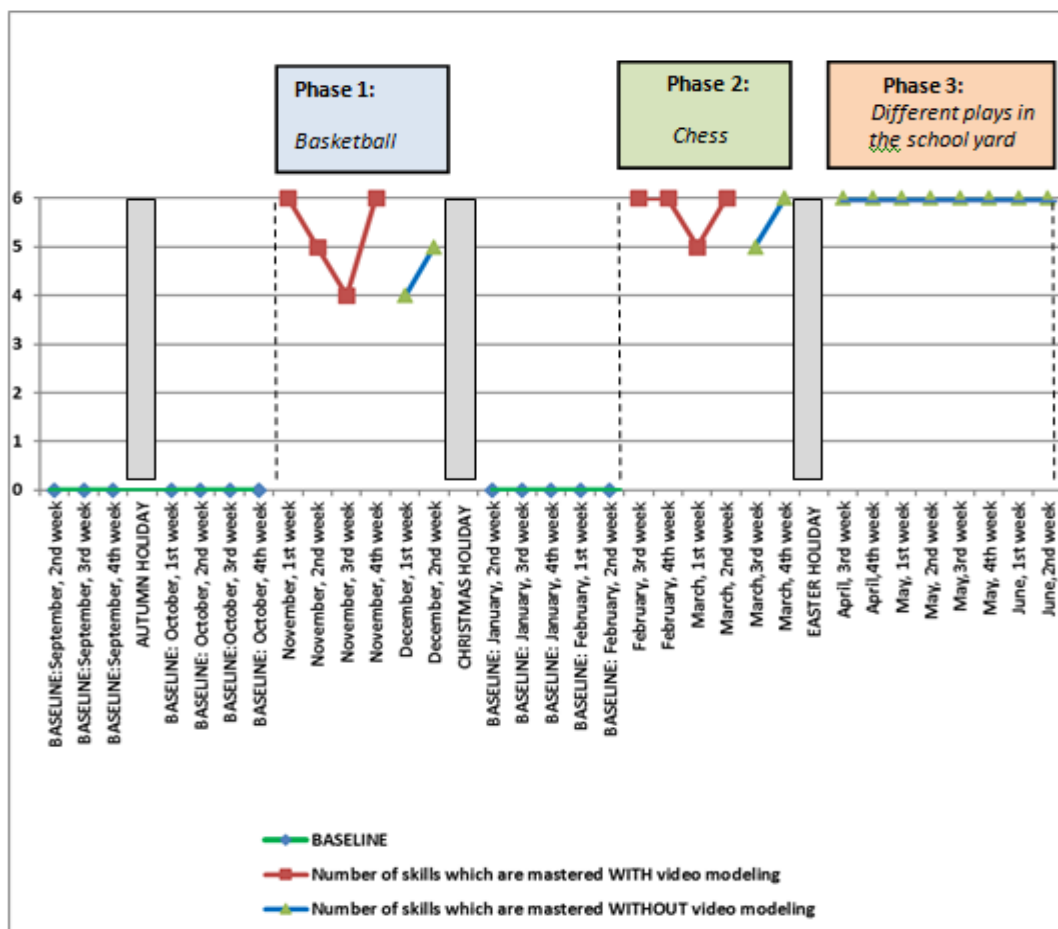 Phase 1:
Basketball
Phase 2:
Chess
Phase 3:
Different plays in
the school yard
6
5
4
3
2
1
0
BASELINE:September, 2nd week
BASELINE:September, 3rd week
BASELINE:September, 4th week
AUTUMN HOLIDAY
BASELINE: October, 1st week
BASELINE: October, 2nd week
BASELINE:October, 3rd week
BASELINE: October, 4th week
November, 1st week
November, 2nd week
November, 3rd week
November, 4th week
December, 1st week
December, 2nd week
CHRISTMAS HOLIDAY
BASELINE: January, 2nd week
BASELINE: January, 3rd week
BASELINE: January, 4th week
BASELINE: February, 1st week
BASELINE: February, 2nd week
February, 3rd week
February, 4th week
March, 1st week
March, 2nd week
March,3rd week
March, 4th week
EASTER HOLIDAY
April, 3rd week
April,4th week
May, 1st week
May, 2nd week
May,3rd week
May, 4th week
June, 1st week
June,2nd week
BASELINE
Number of skills which are mastered WITH video modeling
Number of skills which are mastered WITHOUT video modeling